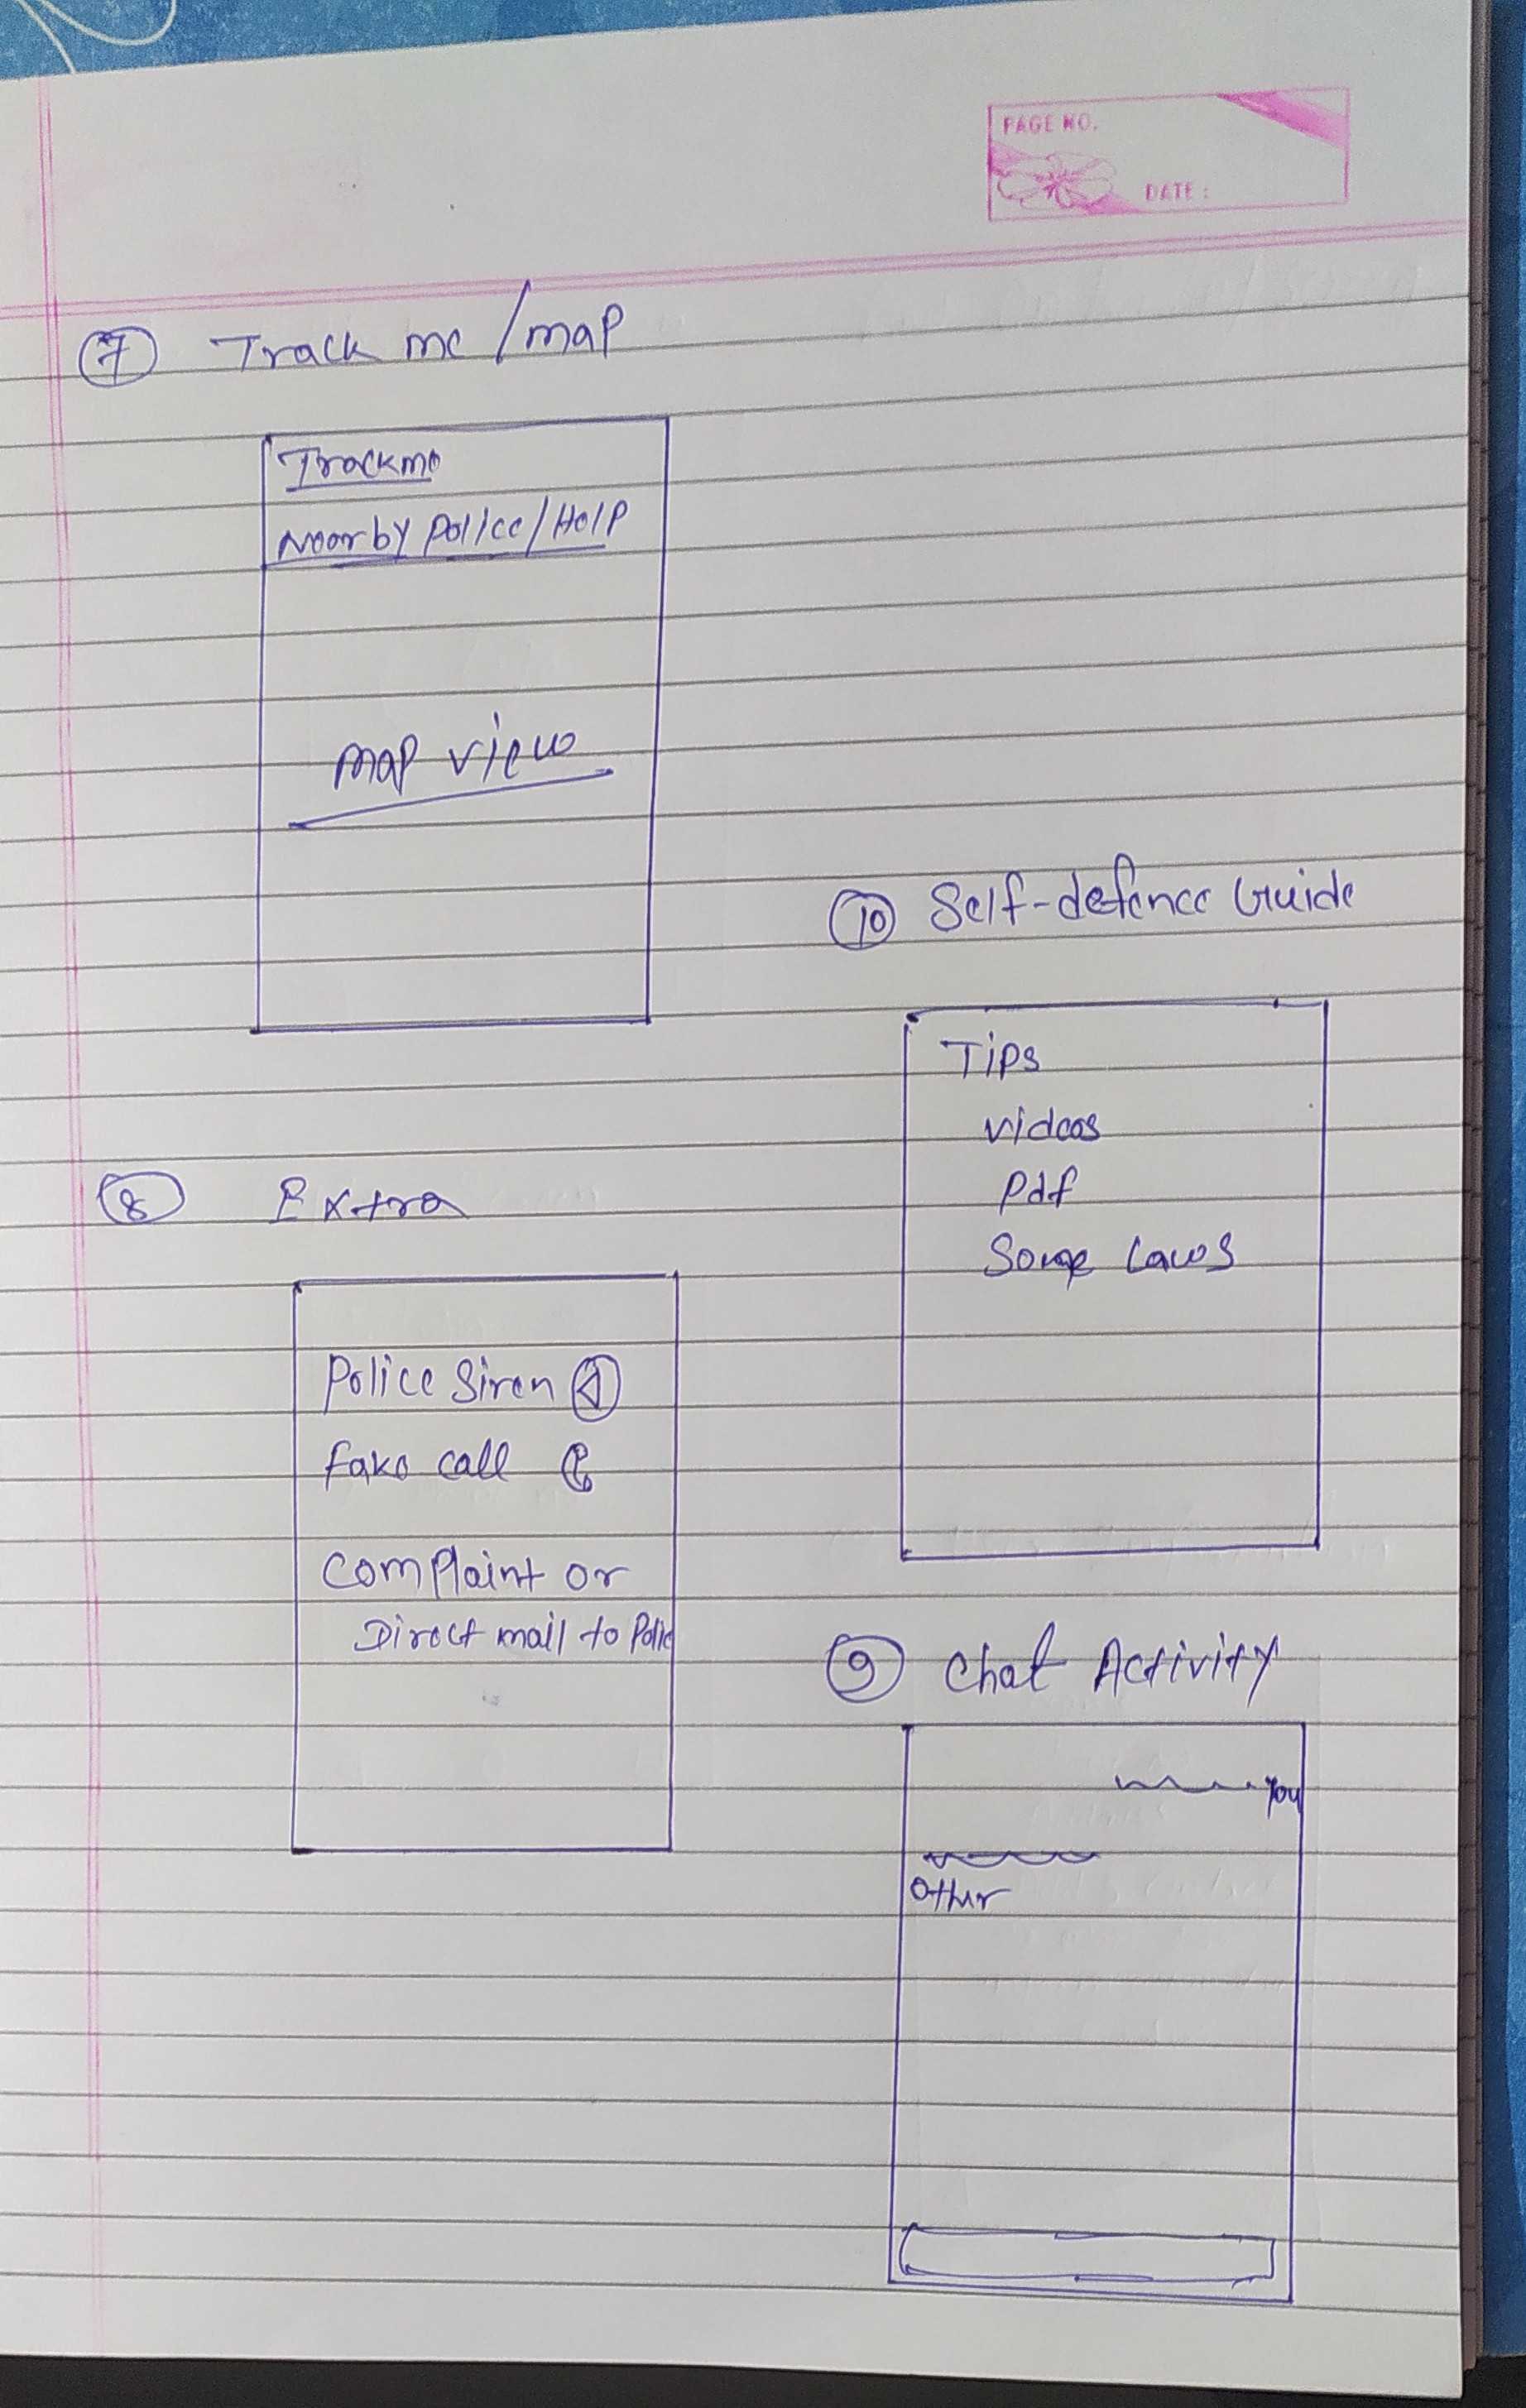 PAGE NO.
DATE :
7 Track me / map
Trackme
Nearby Police/Help
map view
8 Extra
Police Siren
fake call
Complaint or
Direct mail to Polic
10 Self-defence Guide
Tips
videos
Pdf
Some Laws
9 Chat Activity
You
Other